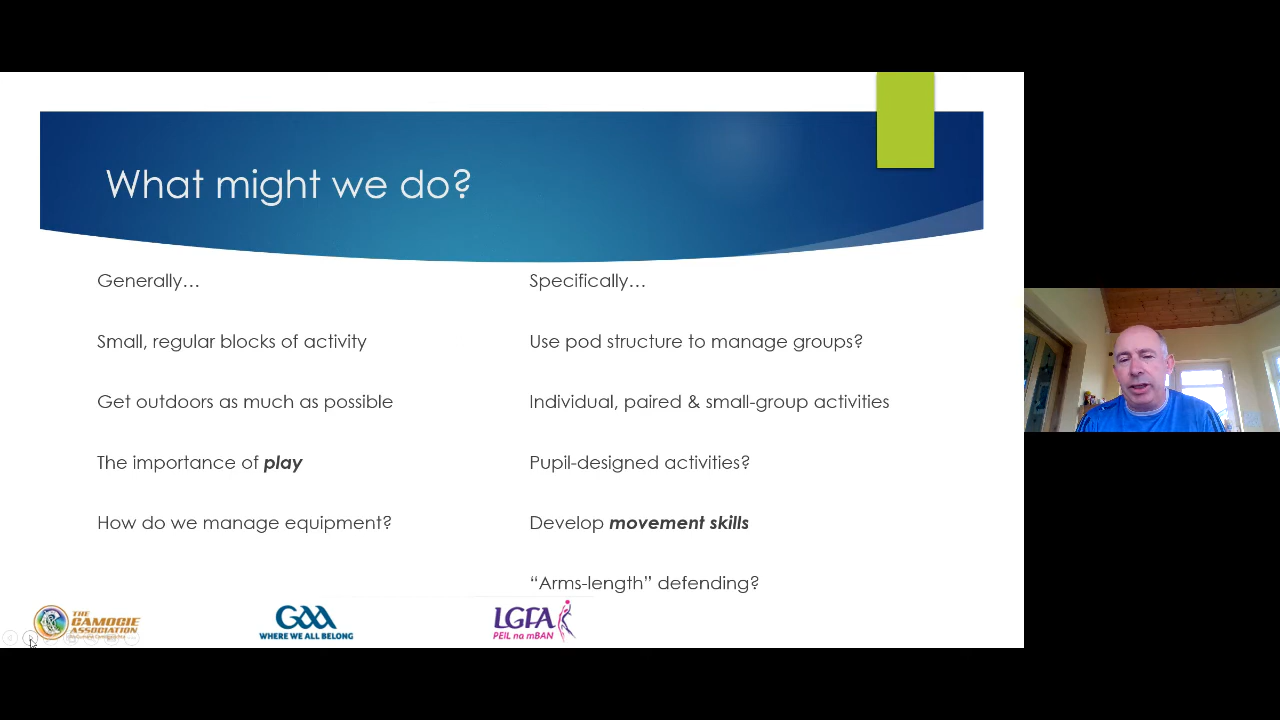 What might we do?
Generally…
Small, regular blocks of activity
Get outdoors as much as possible
The importance of play
How do we manage equipment?
Specifically…
Use pod structure to manage groups?
Individual, paired & small-group activities
Pupil-designed activities?
Develop movement skills
“Arms-length” defending?
THE
CAMOGIE
ASSOCIATION
GAA
WHERE WE ALL BELONG
LGFA
PEIL na mBAN